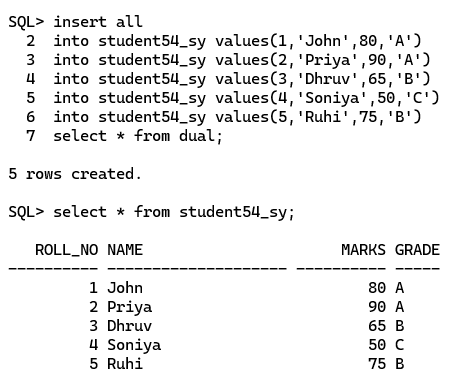 SQL> insert all
  2  into student54_sy values(1,'John',80,'A')
  3  into student54_sy values(2,'Priya',90,'A')
  4  into student54_sy values(3,'Dhruv',65,'B')
  5  into student54_sy values(4,'Soniya',50,'C')
  6  into student54_sy values(5,'Ruhi',75,'B')
  7  select * from dual;

5 rows created.

SQL> select * from student54_sy;

   ROLL_NO NAME                      MARKS GRADE
---------- -------------------- ---------- -----
         1 John                         80 A
         2 Priya                        90 A
         3 Dhruv                        65 B
         4 Soniya                       50 C
         5 Ruhi                         75 B